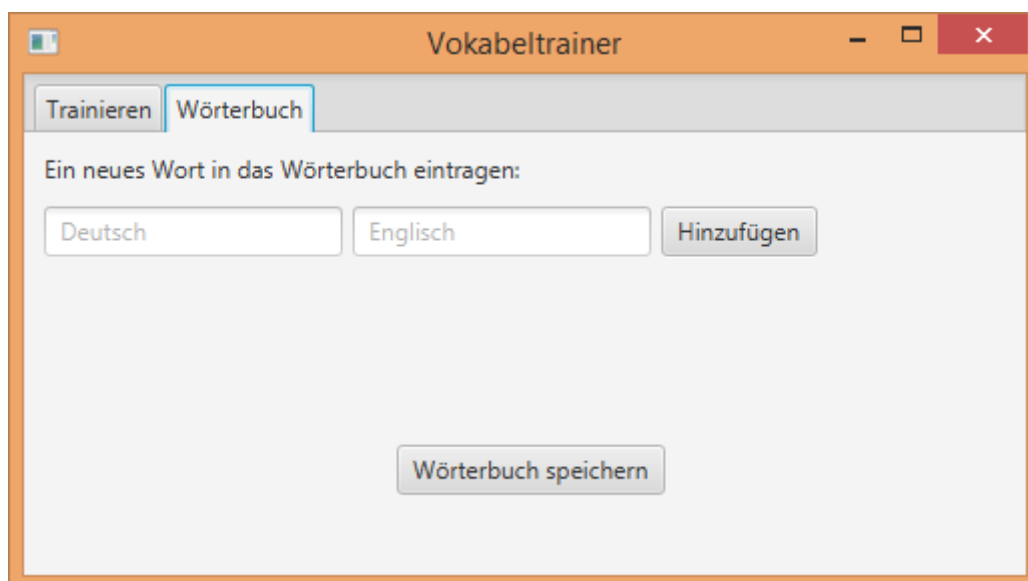 Vokabeltrainer
Trainieren Wörterbuch
Ein neues Wort in das Wörterbuch eintragen:
Deutsch Englisch Hinzufügen
Wörterbuch speichern